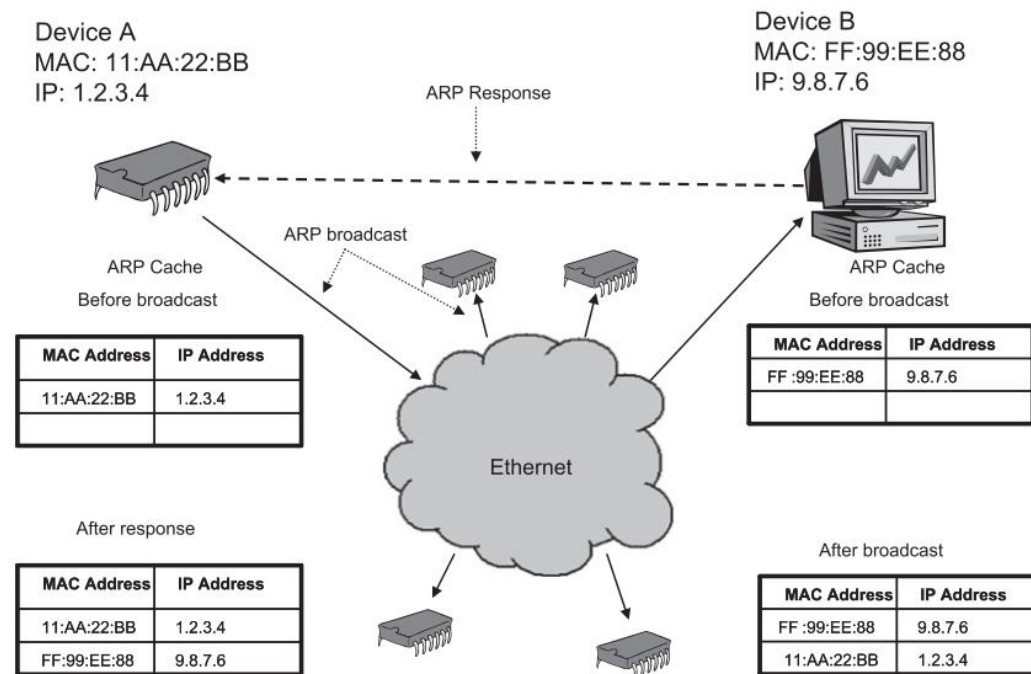 Device A
MAC: 11:AA:22:BB
IP: 1.2.3.4
Device B
MAC: FF:99:EE:88
IP: 9.8.7.6
ARP Response
ARP broadcast
ARP Cache
Before broadcast
MAC Address IP Address
11:AA:22:BB 1.2.3.4
ARP Cache
Before broadcast
MAC Address IP Address
FF :99:EE:88 9.8.7.6
Ethernet
After response
MAC Address IP Address
11:AA:22:BB 1.2.3.4
FF:99:EE:88 9.8.7.6
After broadcast
MAC Address IP Address
FF :99:EE:88 9.8.7.6
11:AA:22:BB 1.2.3.4